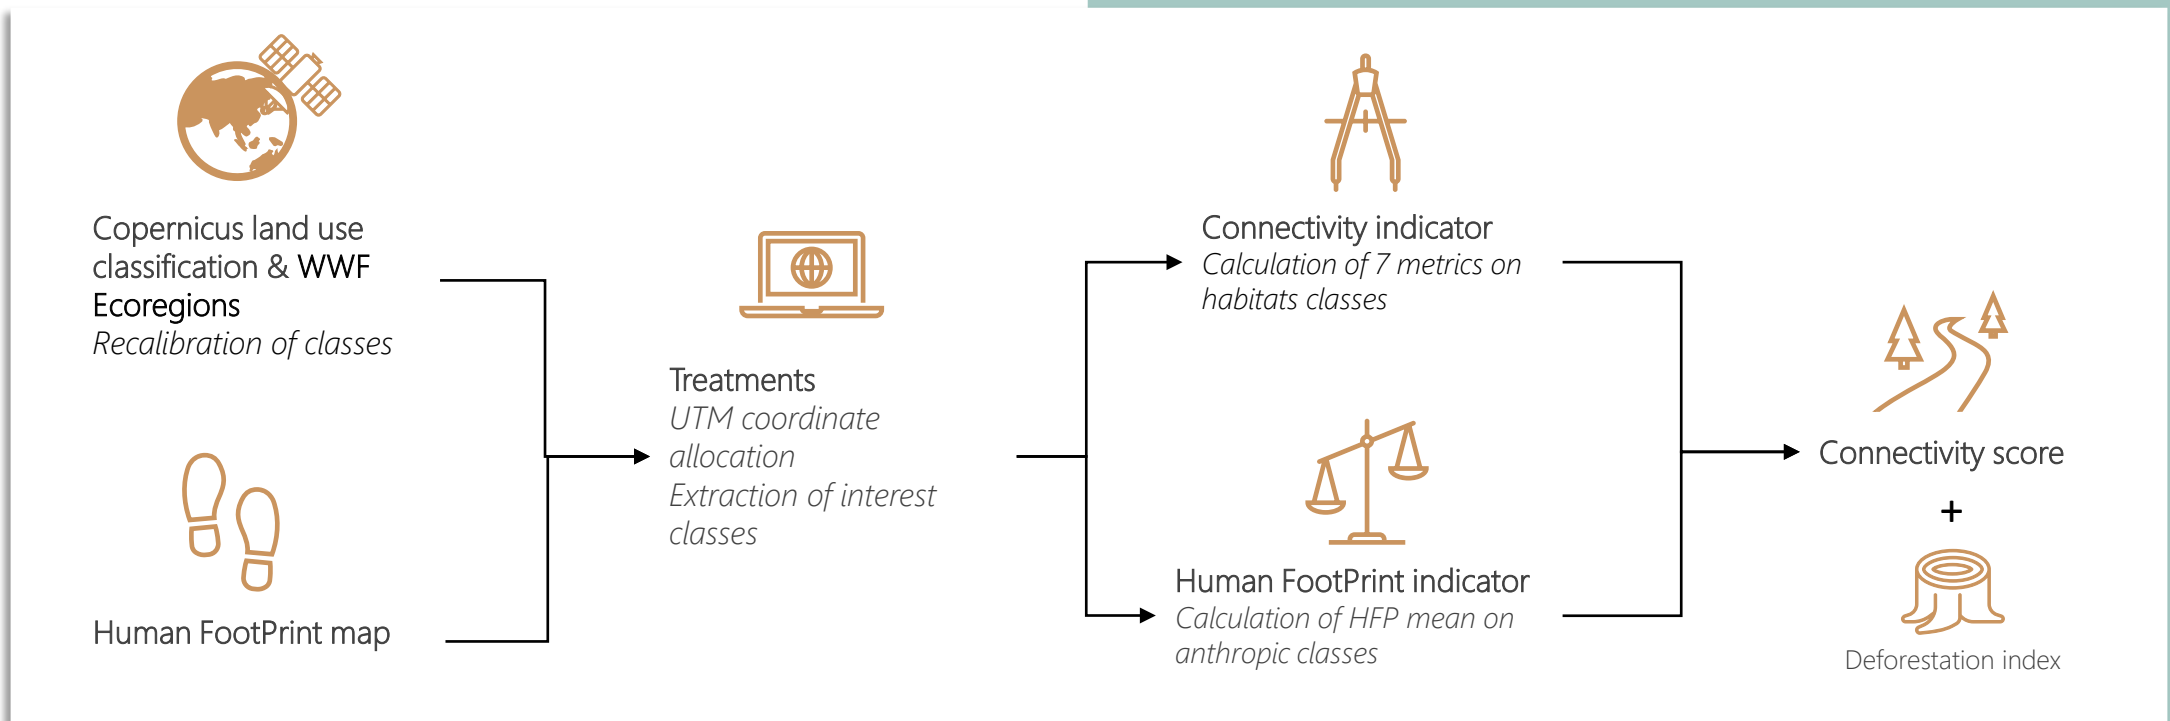 Copernicus land use
classification & WWF
Ecoregions
Recalibration of classes
Human FootPrint map
Treatments
UTM coordinate
allocation
Extraction of interest
classes
Connectivity indicator
Calculation of 7 metrics on
habitats classes
Human FootPrint indicator
Calculation of HFP mean on
anthropic classes
Connectivity score
+
Deforestation index